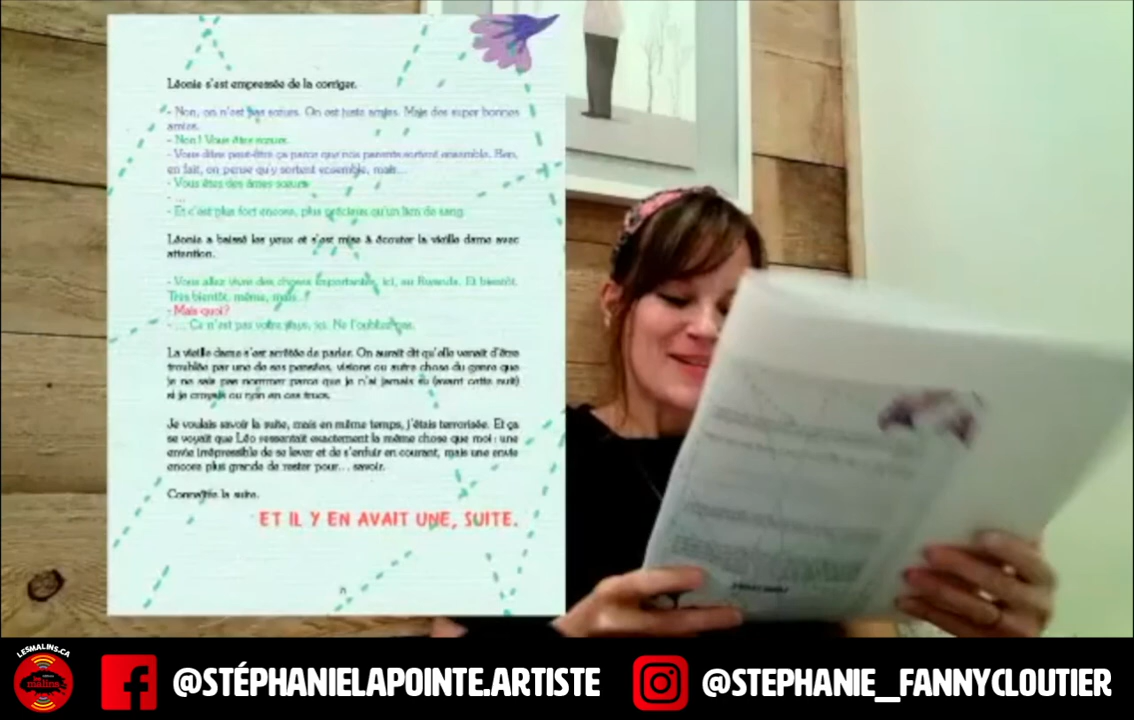 Léonie s'est empressée de la corriger.
- Non, on n'est pas sœurs. On est juste amies. Mais des super bonnes
amies.
- Non ! Vous êtes sœurs.
- Vous dites peut-être ça parce que nos parents sortent ensemble. Ben,
en fait, on pense qu'y sortent ensemble, mais...
- Vous êtes des âmes sœurs
- ...
- Et c'est plus fort encore, plus précieux qu'un lien de sang.
Léonie a baissé les yeux et s'est mise à écouter la vieille dame avec
attention.
- Vous allez vivre des choses importantes, ici, au Rwanda. Et bientôt.
Très bientôt, même, mais...
- Mais quoi?
- ... Ce n'est pas votre pays, ici. Ne l'oubliez pas.
La vieille dame s'est arrêtée de parler. On aurait dit qu'elle venait d'être
troublée par une de ses pensées, visions ou autre chose du genre que
je ne sais pas nommer parce que je n'ai jamais su (avant cette nuit)
si je croyais ou non en ces trucs.
Je voulais savoir la suite, mais en même temps, j'étais terrorisée. Et ça
se voyait que Léo ressentait exactement la même chose que moi : une
envie irrépressible de se lever et de s'enfuir en courant, mais une envie
encore plus grande de rester pour... savoir.
Connaître la suite.
ET IL Y EN AVAIT UNE, SUITE.
LESMALINS.CA
les malins
@STÉPHANIELAPOINTE.ARTISTE
@STEPHANIE_FANNYCLOUTIER